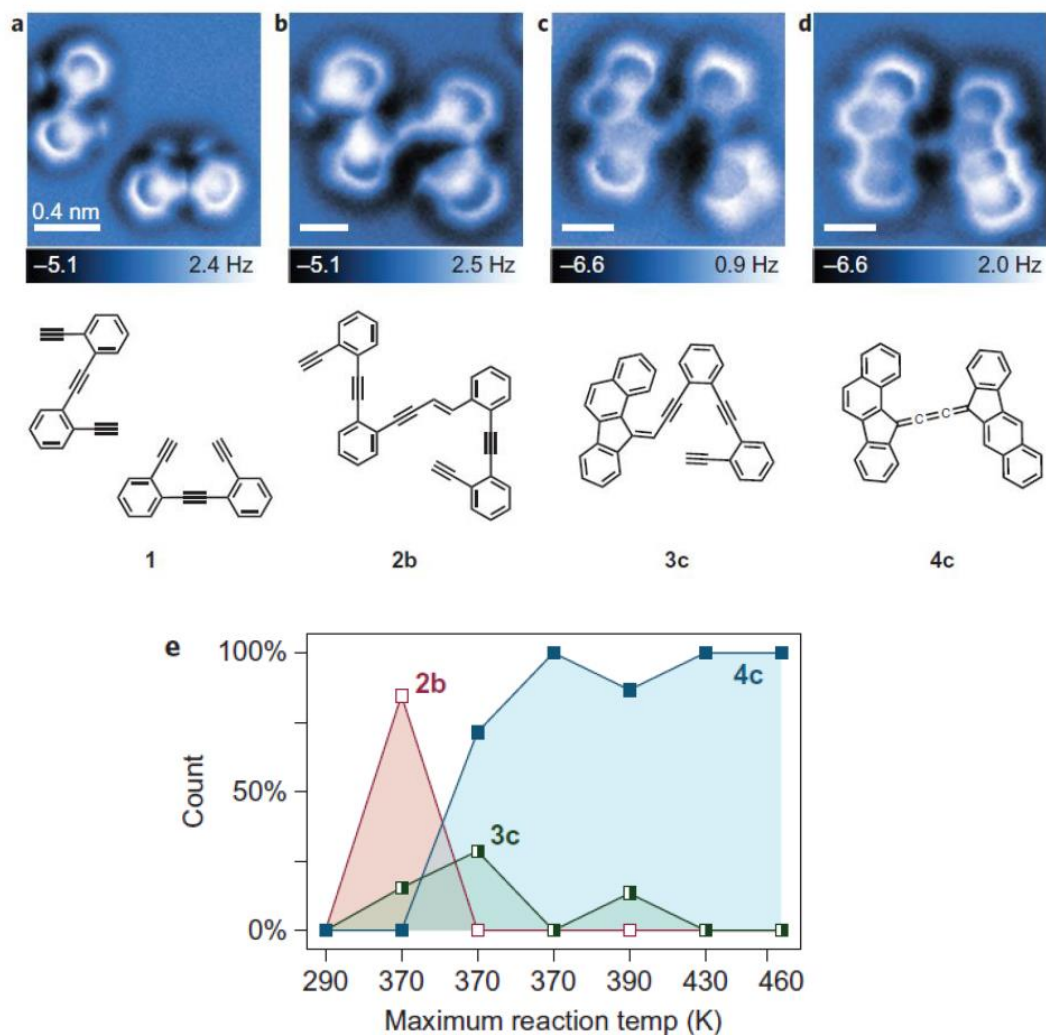 a
b
c
d
0.4 nm
–5.1 2.4 Hz
–5.1 2.5 Hz
–6.6 0.9 Hz
–6.6 2.0 Hz
C C
1
2b
3c
4c
e
100%
50%
0%
Count
2b
3c
4c
290 370 370 370 390 430 460
Maximum reaction temp (K)